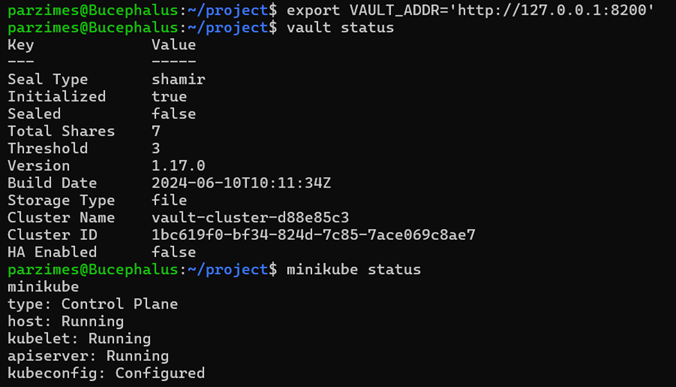 parzimes@Bucephalus:~/project$ export VAULT_ADDR='http://127.0.0.1:8200'
parzimes@Bucephalus:~/project$ vault status
Key             Value
---             -----
Seal Type       shamir
Initialized     true
Sealed          false
Total Shares    7
Threshold       3
Version         1.17.0
Build Date      2024-06-10T10:11:34Z
Storage Type    file
Cluster Name    vault-cluster-d88e85c3
Cluster ID      1bc619f0-bf34-824d-7c85-7ace069c8ae7
HA Enabled      false
parzimes@Bucephalus:~/project$ minikube status
minikube
type: Control Plane
host: Running
kubelet: Running
apiserver: Running
kubeconfig: Configured